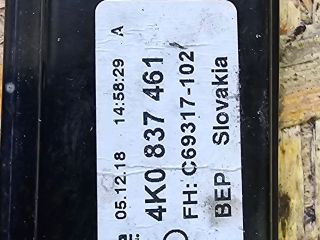 05.12.18 14:58:29 A
4K0 837 461
FH: C69317-102
BEP Slovakia